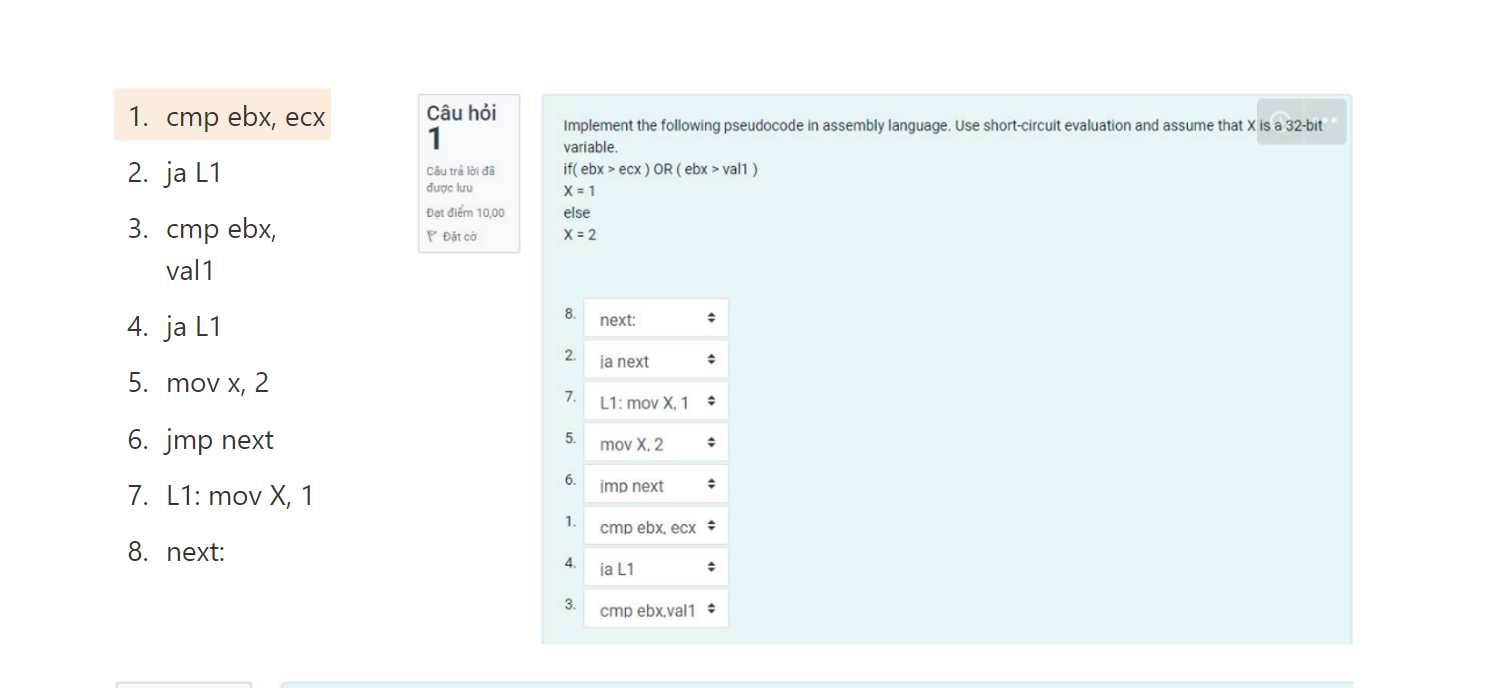 1. cmp ebx, ecx
2. ja L1
3. cmp ebx,
val1
4. ja L1
5. mov x, 2
6. jmp next
7. L1: mov X, 1
8. next:
Câu hỏi
1
Câu trả lời đã
được lưu
Đạt điểm 10,00
Đặt cờ
Implement the following pseudocode in assembly language. Use short-circuit evaluation and assume that X is a 32-bit
variable.
if( ebx > ecx ) OR ( ebx > val1 )
X = 1
else
X = 2
8. next:
2. ja next
7. L1: mov X, 1
5. mov X, 2
6. jmp next
1. cmp ebx, ecx
4. ja L1
3. cmp ebx,val1